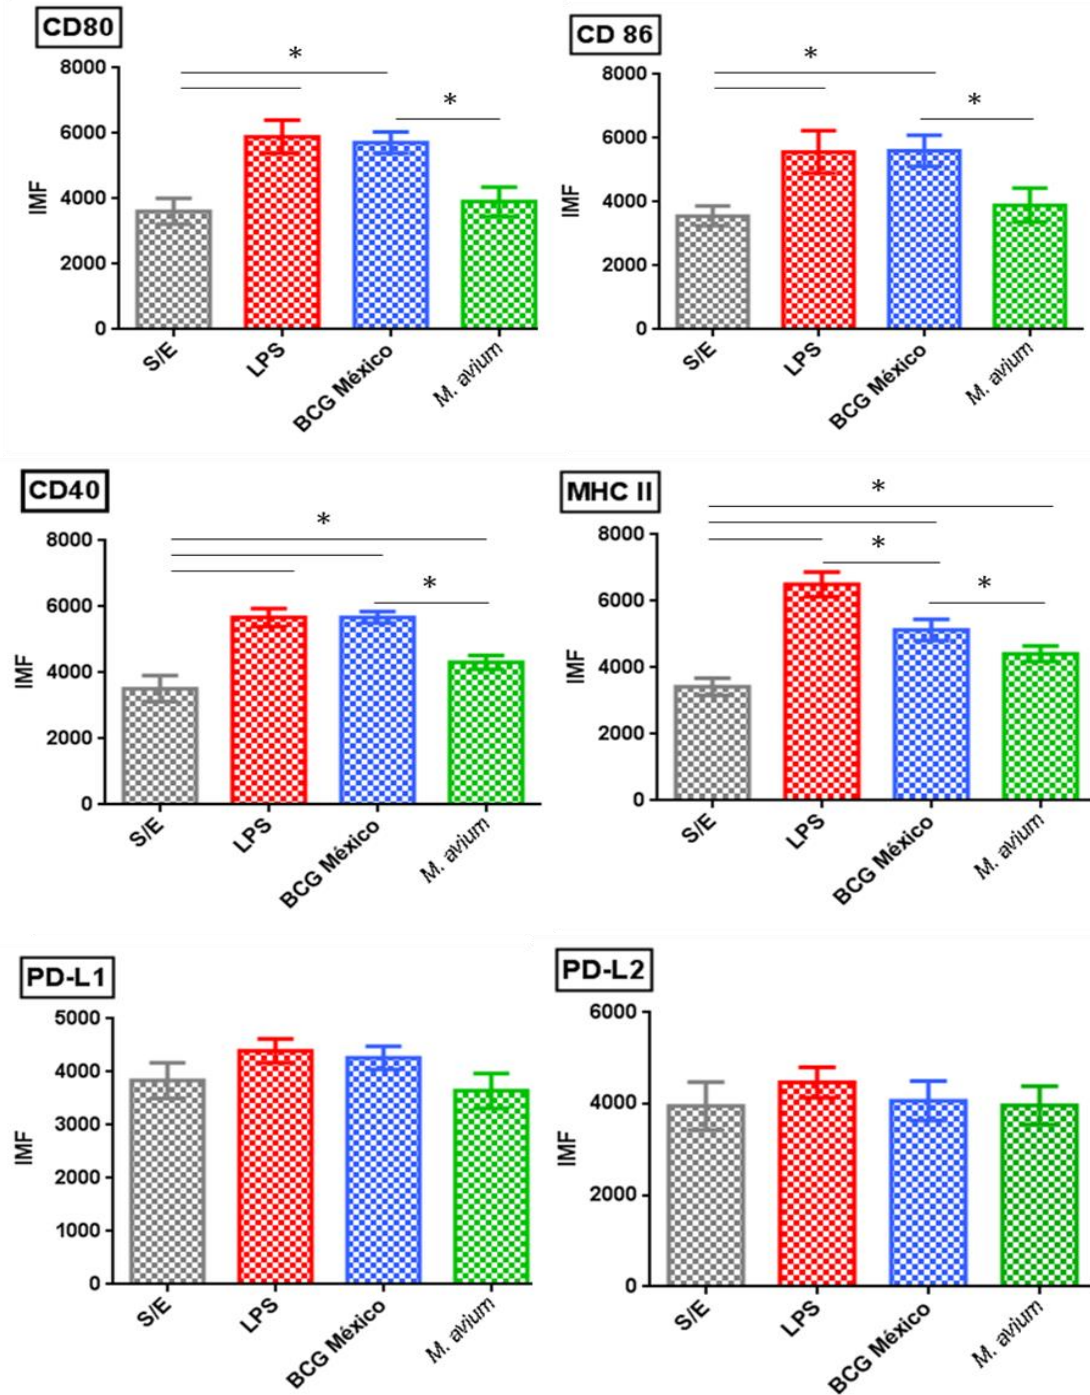 CD80
*
*
8000
6000
4000
2000
0
IMF
S/E
LPS
BCG México
M. avium
CD 86
*
*
8000
6000
4000
2000
0
IMF
S/E
LPS
BCG México
M. avium
CD40
*
*
8000
6000
4000
2000
0
IMF
S/E
LPS
BCG México
M. avium
MHC II
*
*
*
8000
6000
4000
2000
0
IMF
S/E
LPS
BCG México
M. avium
PD-L1
5000
4000
3000
2000
1000
0
IMF
S/E
LPS
BCG México
M. avium
PD-L2
6000
4000
2000
0
IMF
S/E
LPS
BCG México
M. avium